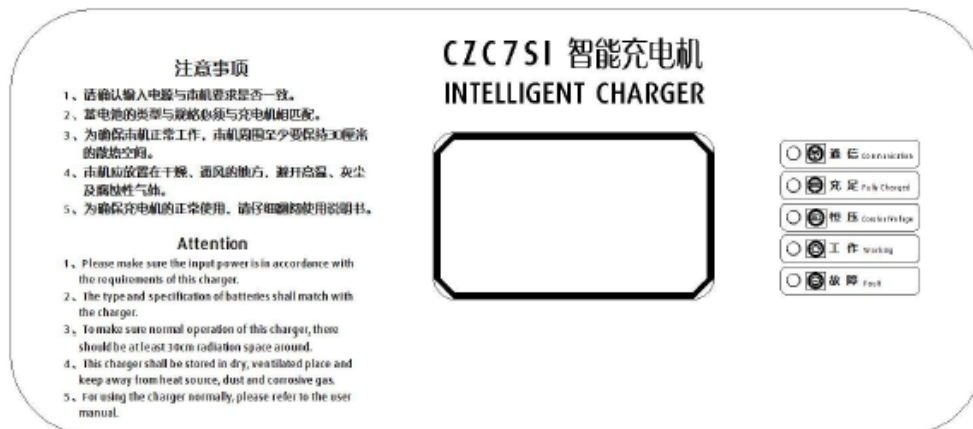 CZC7SI 智能充电机
INTELLIGENT CHARGER
注意事项
1、请确认输入电源与本机要求是否一致。
2、蓄电池的类型与规格必须与充电机相匹配。
3、为确保本机正常工作，本机周围至少要保持30厘米
的散热空间。
4、本机应放置在干燥、通风的地方，避开高温、灰尘
及腐蚀性气体。
5、为确保充电机的正常使用，请仔细翻阅使用说明书。
Attention
1、Please make sure the input power is in accordance with
the requirements of this charger.
2、The type and specification of batteries shall match with
the charger.
3、To make sure normal operation of this charger, there
should be at least 30cm radiation space around.
4、This charger shall be stored in dry, ventilated place and
keep away from heat source, dust and corrosive gas.
5、For using the charger normally, please refer to the user
manual.
通信 Communication
充足 Fully Charged
恒压 Constant Voltage
工作 Working
故障 Fault